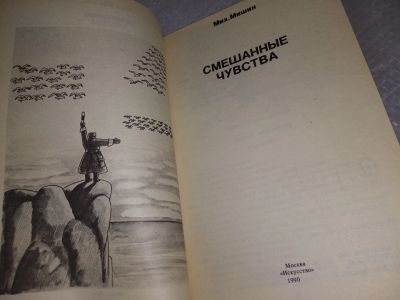 Мих.Мишин
СМЕШАННЫЕ
ЧУВСТВА
Москва
«Искусство»
1990